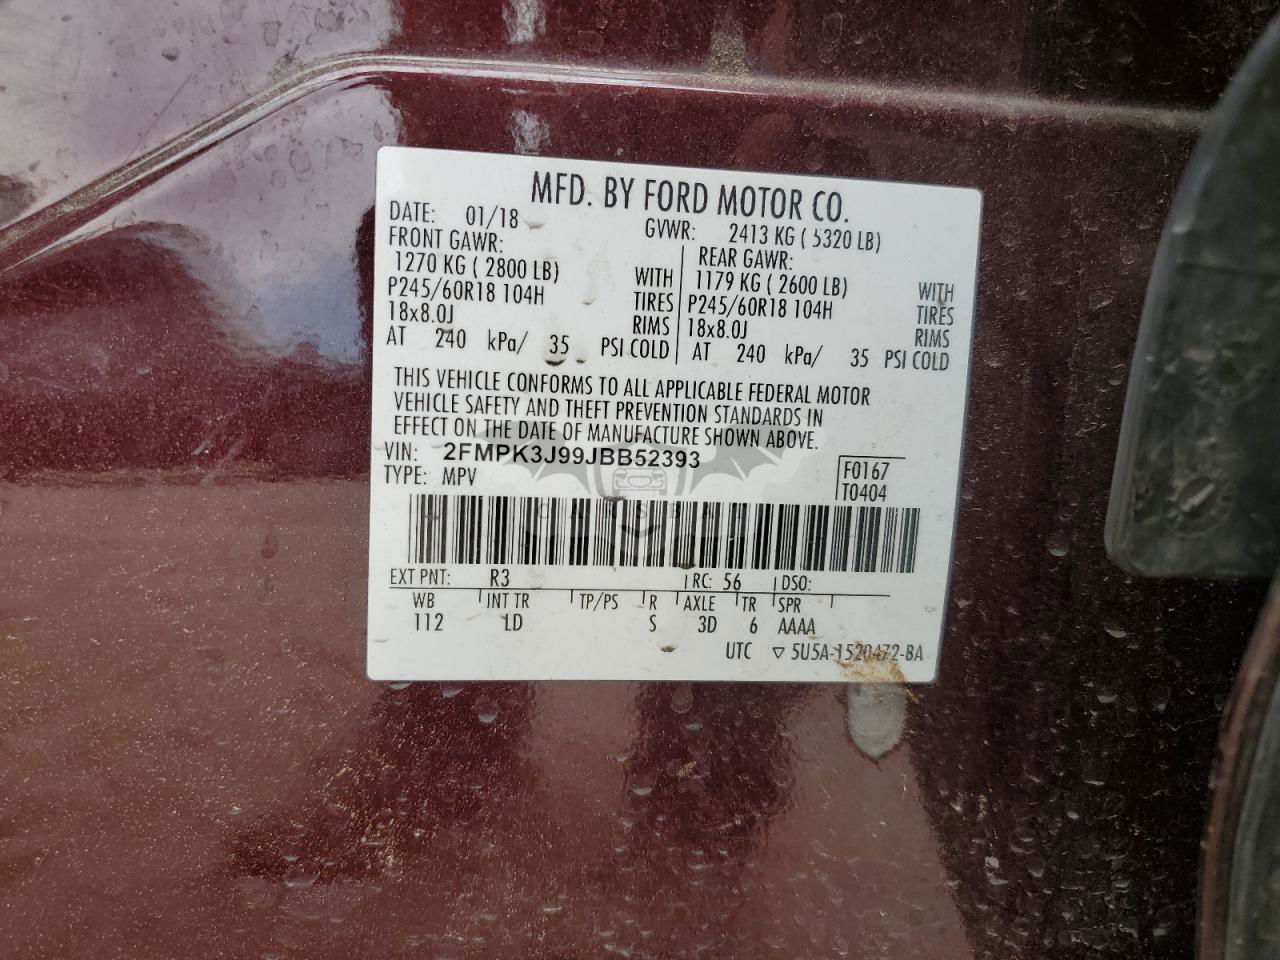 MFD. BY FORD MOTOR CO.
DATE: 01/18 GVWR: 2413 KG ( 5320 LB)
FRONT GAWR: REAR GAWR:
1270 KG ( 2800 LB) WITH 1179 KG ( 2600 LB) WITH
P245/60R18 104H TIRES P245/60R18 104H TIRES
18x8.0J RIMS 18x8.0J RIMS
AT 240 kPa/ 35 PSI COLD AT 240 kPa/ 35 PSI COLD
THIS VEHICLE CONFORMS TO ALL APPLICABLE FEDERAL MOTOR
VEHICLE SAFETY AND THEFT PREVENTION STANDARDS IN
EFFECT ON THE DATE OF MANUFACTURE SHOWN ABOVE.
VIN: 2FMPK3J99JBB52393
TYPE: MPV
F0167
T0404
EXT PNT: R3 RC: 56 DSO:
WB INT TR TP/PS R AXLE TR SPR
112 LD S 3D 6 AAAA
UTC ▽ 5U5A-1520472-BA